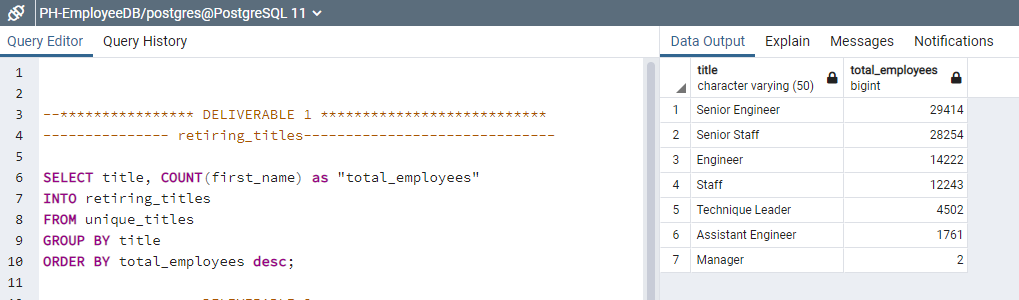 PH-EmployeeDB/postgres@PostgreSQL 11
Query Editor Query History
1
2
3 --**************** DELIVERABLE 1 ***************************
4 --------------- retiring_titles------------------------------
5
6 SELECT title, COUNT(first_name) as "total_employees"
7 INTO retiring_titles
8 FROM unique_titles
9 GROUP BY title
10 ORDER BY total_employees desc;
11
Data Output Explain Messages Notifications
title total_employees
character varying (50) bigint
1 Senior Engineer 29414
2 Senior Staff 28254
3 Engineer 14222
4 Staff 12243
5 Technique Leader 4502
6 Assistant Engineer 1761
7 Manager 2